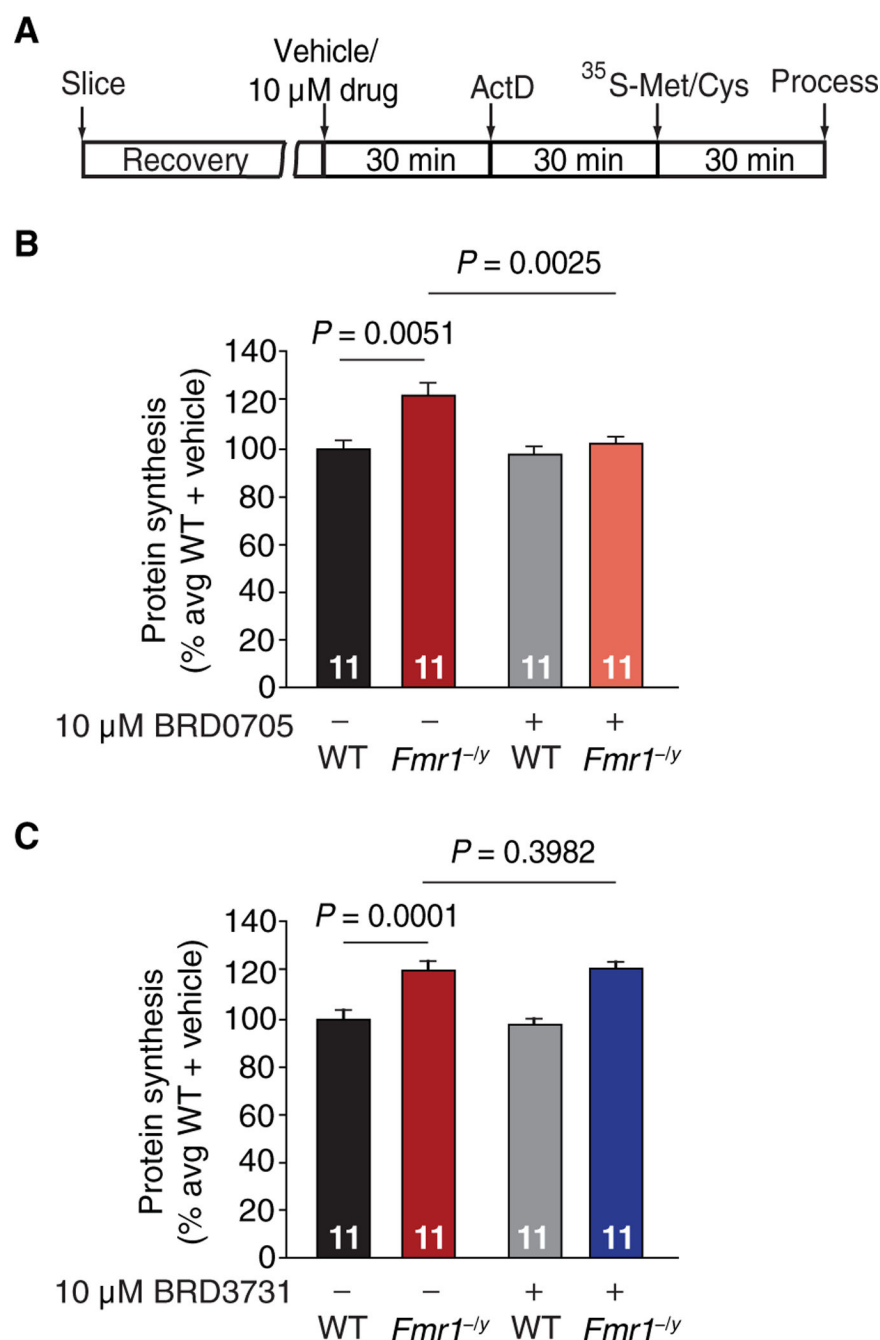 A
Slice
Vehicle/
10 µM drug
ActD
³⁵S-Met/Cys
Process
Recovery
30 min
30 min
30 min
B
P = 0.0025
P = 0.0051
Protein synthesis
(% avg WT + vehicle)
140
120
100
80
60
40
20
0
11
11
11
11
10 µM BRD0705
– – + +
WT Fmr1⁻/ʸ WT Fmr1⁻/ʸ
C
P = 0.3982
P = 0.0001
Protein synthesis
(% avg WT + vehicle)
140
120
100
80
60
40
20
0
11
11
11
11
10 µM BRD3731
– – + +
WT Fmr1⁻/ʸ WT Fmr1⁻/ʸ